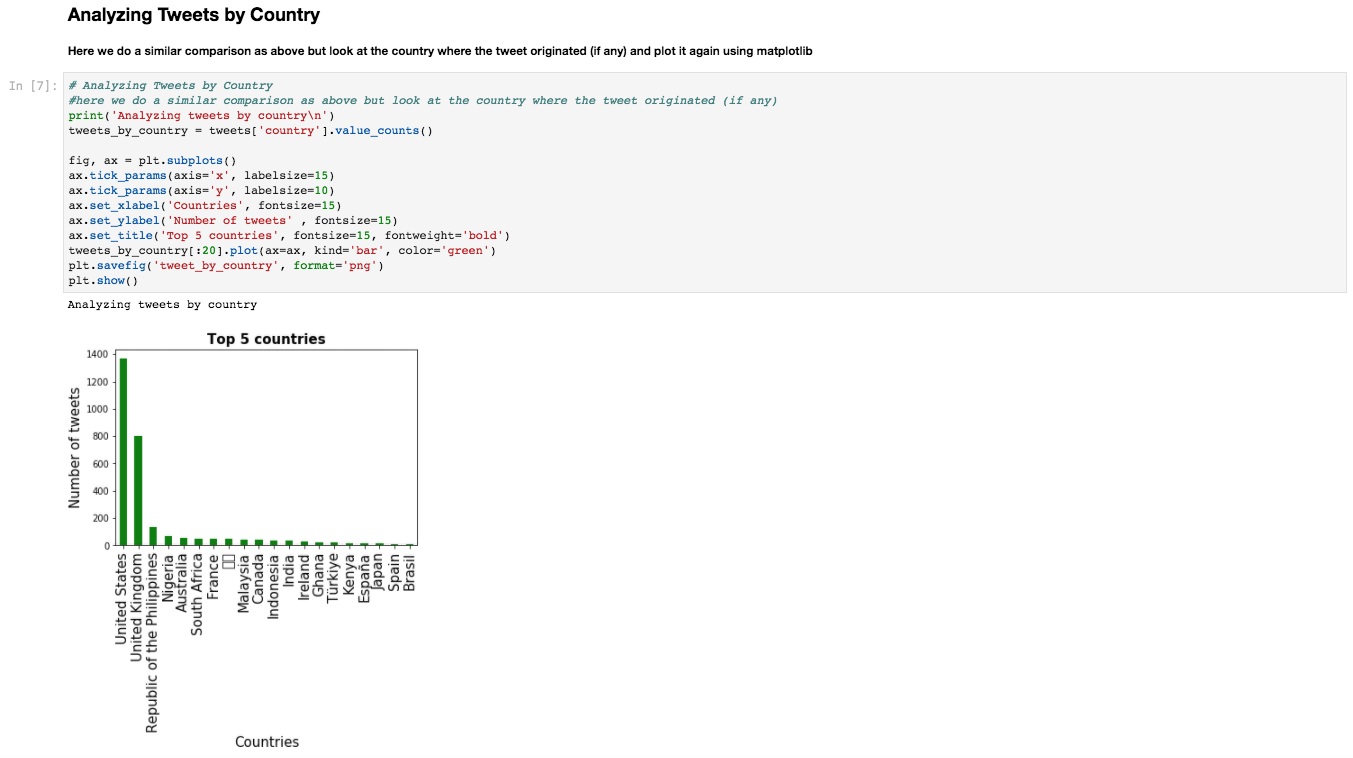 Analyzing Tweets by Country
Here we do a similar comparison as above but look at the country where the tweet originated (if any) and plot it again using matplotlib
In [7]:
# Analyzing Tweets by Country
#here we do a similar comparison as above but look at the country where the tweet originated (if any)
print('Analyzing tweets by country\n')
tweets_by_country = tweets['country'].value_counts()
fig, ax = plt.subplots()
ax.tick_params(axis='x', labelsize=15)
ax.tick_params(axis='y', labelsize=10)
ax.set_xlabel('Countries', fontsize=15)
ax.set_ylabel('Number of tweets' , fontsize=15)
ax.set_title('Top 5 countries', fontsize=15, fontweight='bold')
tweets_by_country[:20].plot(ax=ax, kind='bar', color='green')
plt.savefig('tweet_by_country', format='png')
plt.show()
Analyzing tweets by country
Top 5 countries
Number of tweets
1400
1200
1000
800
600
400
200
0
United States
United Kingdom
Republic of the Philippines
Nigeria
Australia
South Africa
France
Malaysia
Canada
Indonesia
India
Ireland
Ghana
Türkiye
Kenya
España
Japan
Spain
Brasil
Countries